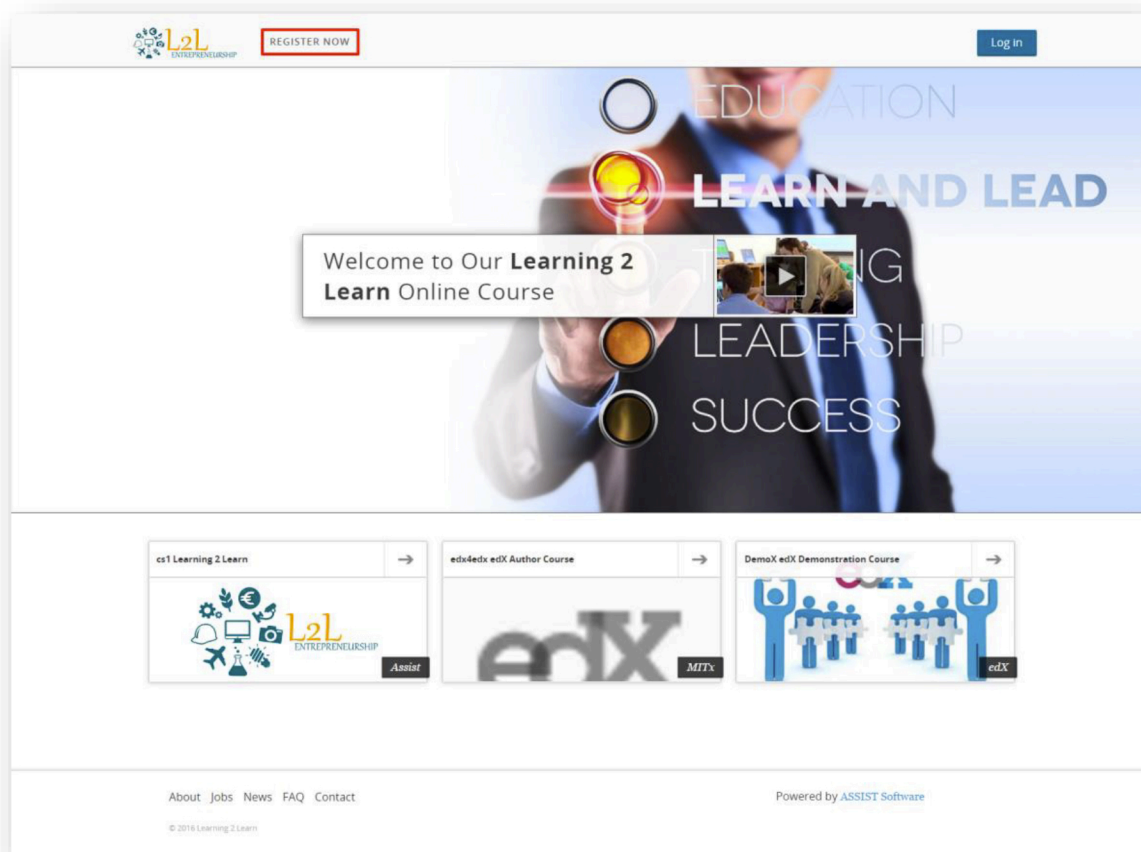 L2L
ENTREPRENEURSHIP
REGISTER NOW
Log in
EDUCATION
LEARN AND LEAD
Welcome to Our Learning 2
Learn Online Course
LEADERSHIP
SUCCESS
cs1 Learning 2 Learn
edx4edx edX Author Course
DemoX edX Demonstration Course
L2L
ENTREPRENEURSHIP
Assist
edX
MITx
edX
About Jobs News FAQ Contact
Powered by ASSIST Software
© 2016 Learning 2 Learn